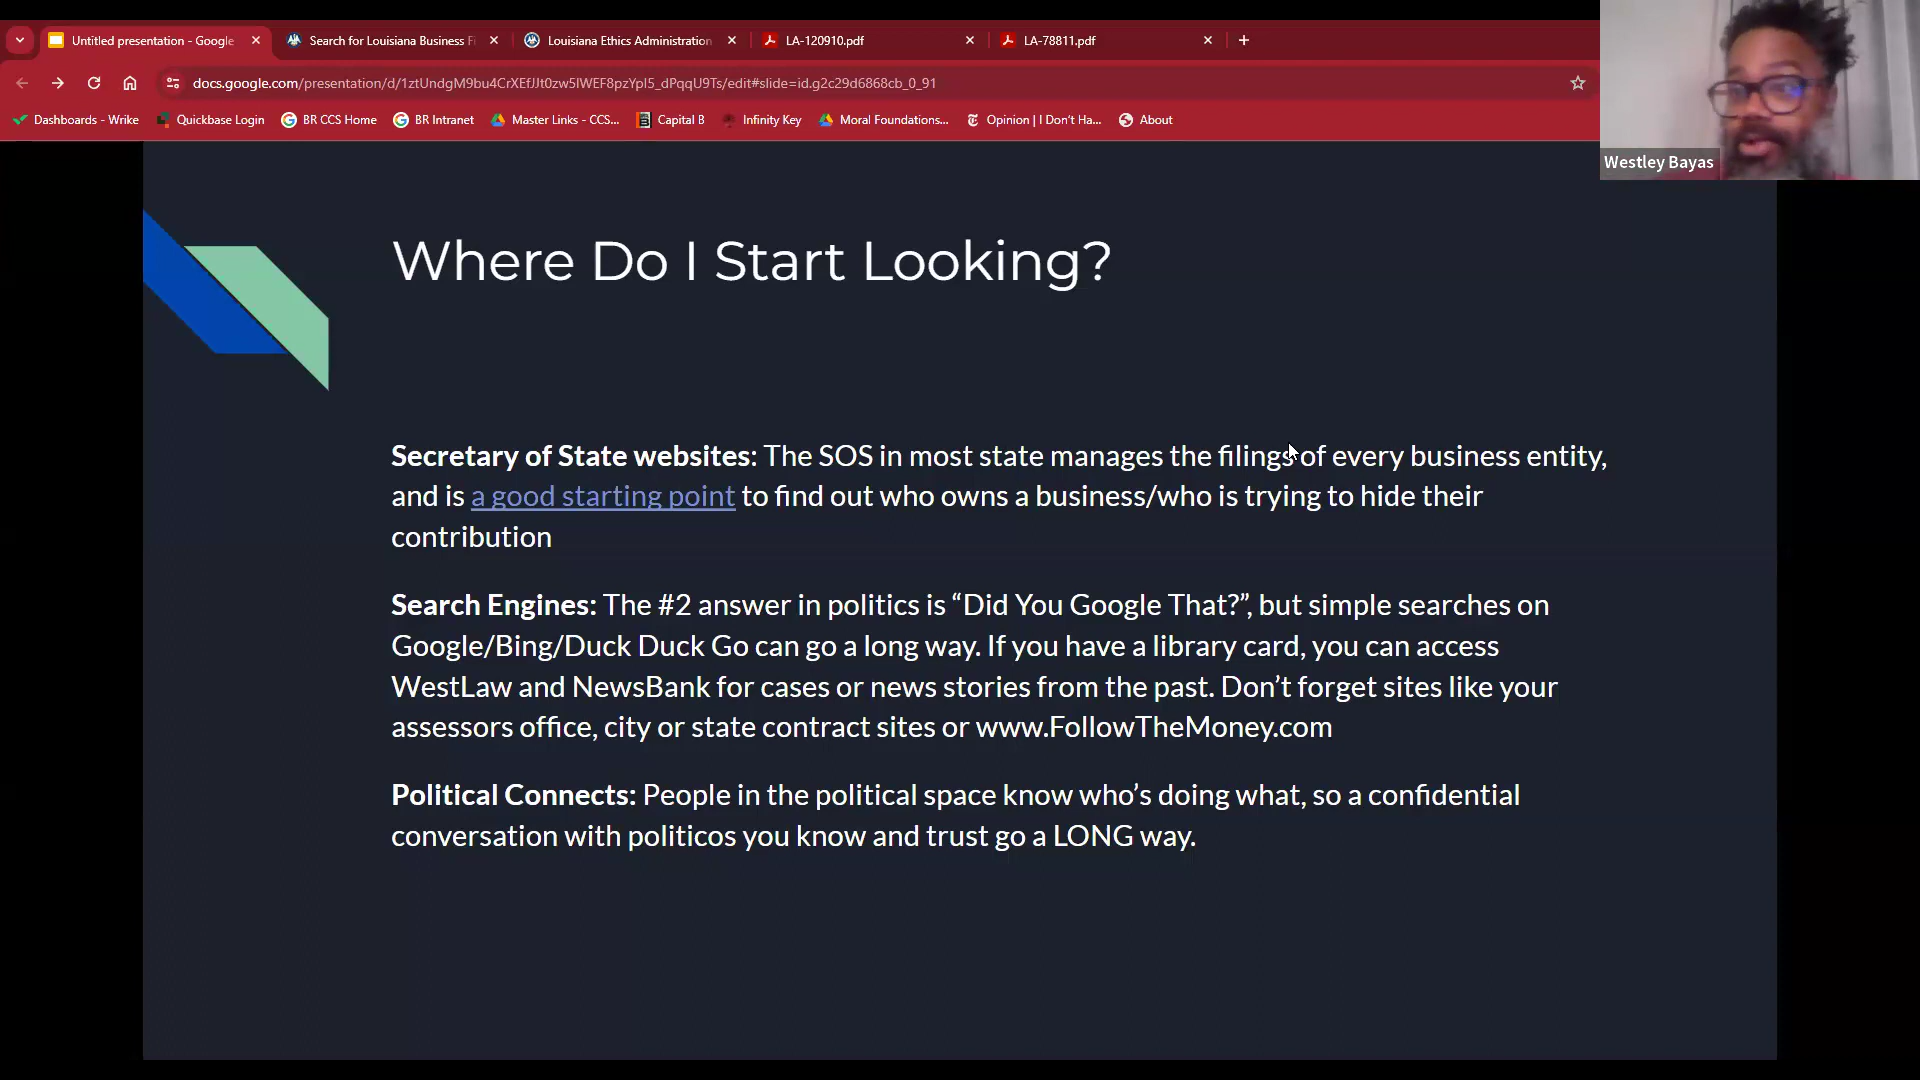 Untitled presentation - Google
Search for Louisiana Business Fi
Louisiana Ethics Administration
LA-120910.pdf
LA-78811.pdf
docs.google.com/presentation/d/1ztUndgM9bu4CrXEfJJt0zw5lWEF8pzYpI5_dPqqU9Ts/edit#slide=id.g2c29d6868cb_0_91
Dashboards - Wrike
Quickbase Login
BR CCS Home
BR Intranet
Master Links - CCS...
Capital B
Infinity Key
Moral Foundations...
Opinion | I Don't Ha...
About
Westley Bayas
Where Do I Start Looking?
Secretary of State websites: The SOS in most state manages the filings of every business entity,
and is a good starting point to find out who owns a business/who is trying to hide their
contribution
Search Engines: The #2 answer in politics is “Did You Google That?”, but simple searches on
Google/Bing/Duck Duck Go can go a long way. If you have a library card, you can access
WestLaw and NewsBank for cases or news stories from the past. Don’t forget sites like your
assessors office, city or state contract sites or www.FollowTheMoney.com
Political Connects: People in the political space know who’s doing what, so a confidential
conversation with politicos you know and trust go a LONG way.